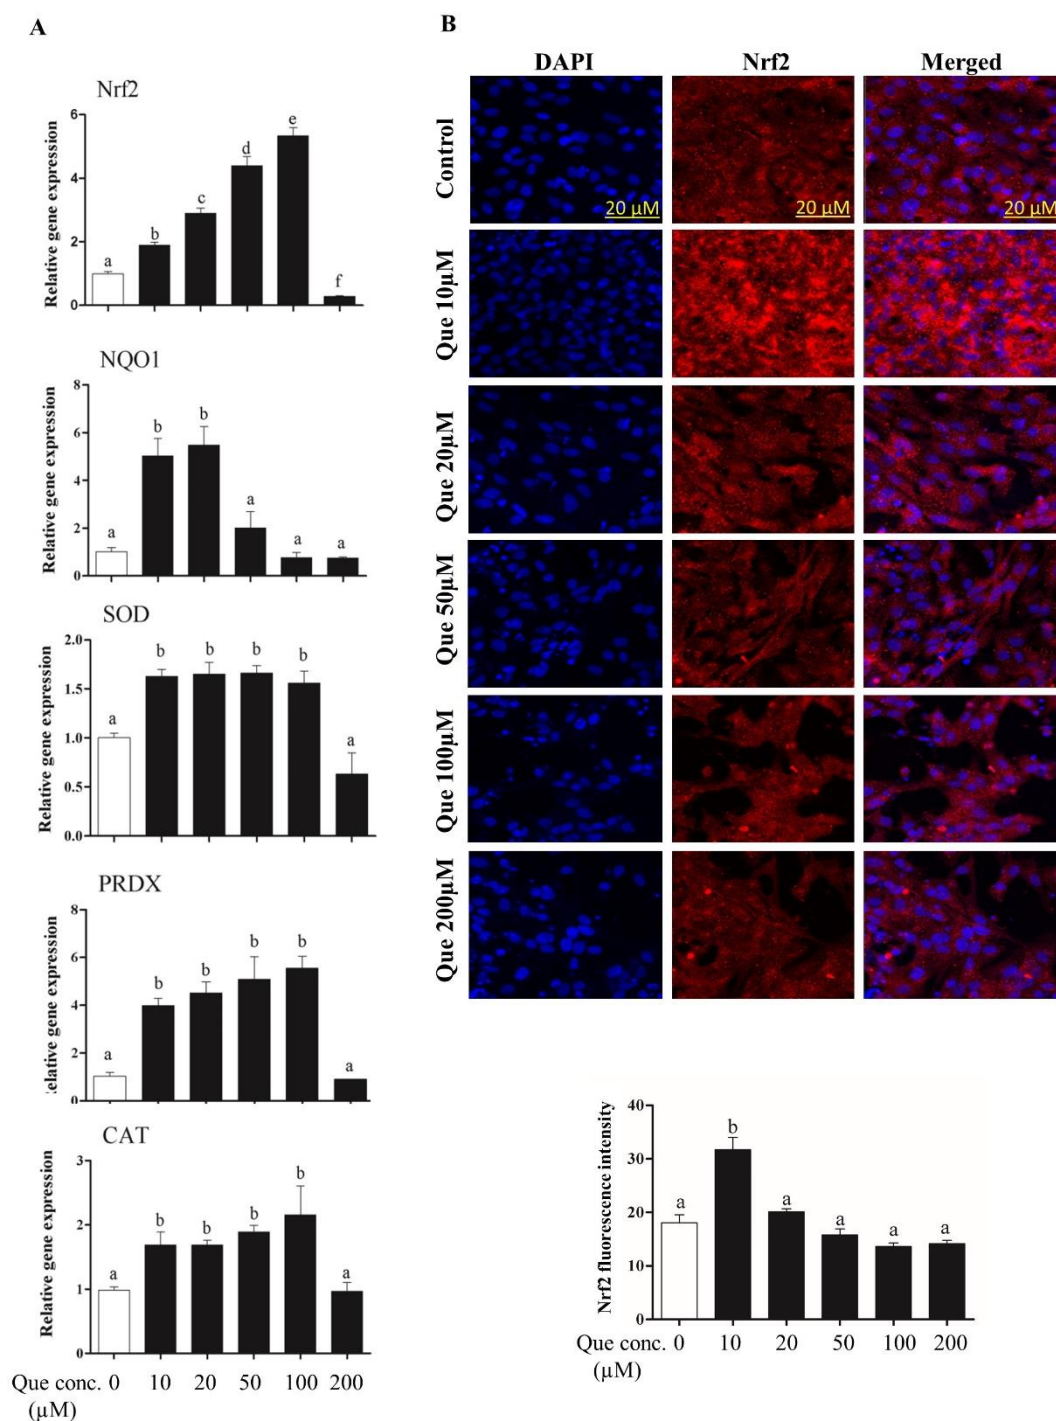 A
Nrf2
Relative gene expression
6
4
2
0
a
b
c
d
e
f
NQO1
Relative gene expression
8
6
4
2
0
a
b
b
a
a
a
SOD
Relative gene expression
2.0
1.5
1.0
0.5
0.0
a
b
b
b
b
a
PRDX
Relative gene expression
8
6
4
2
0
a
b
b
b
b
a
CAT
Relative gene expression
3
2
1
0
a
b
b
b
b
a
Que conc. 0 10 20 50 100 200
(µM)
B
DAPI Nrf2 Merged
Control
20 µM 20 µM 20 µM
Que 10µM
Que 20µM
Que 50µM
Que 100µM
Que 200µM
Nrf2 fluorescence intensity
40
30
20
10
0
a
b
a
a
a
a
Que conc. 0 10 20 50 100 200
(µM)